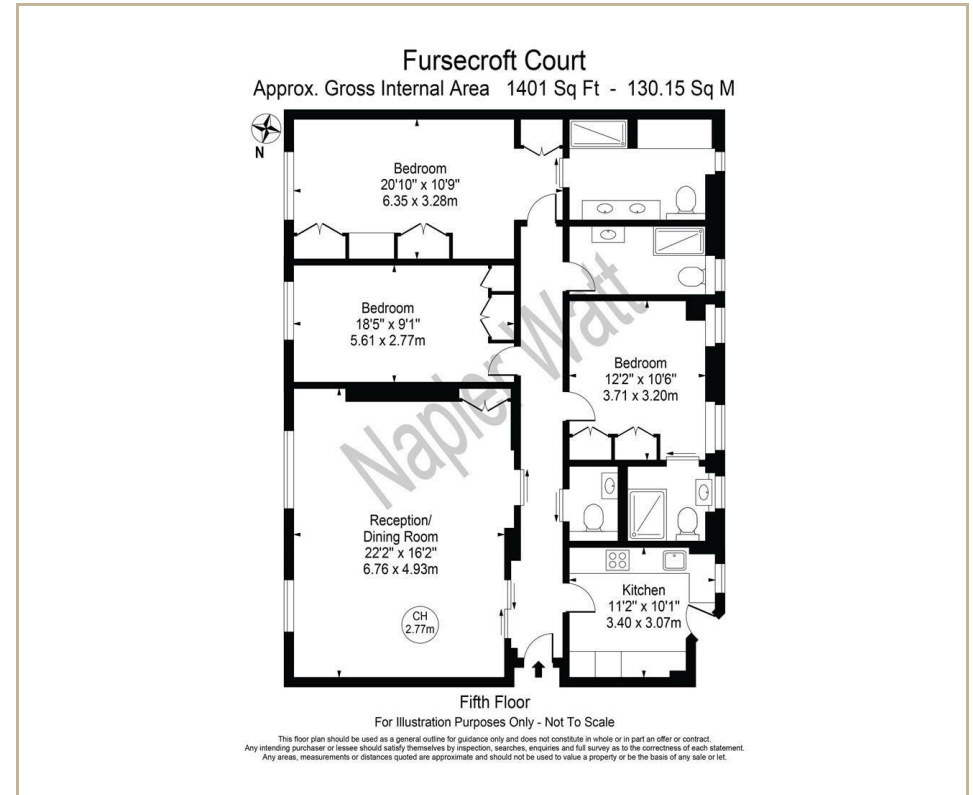 Fursecroft Court
Approx. Gross Internal Area 1401 Sq Ft - 130.15 Sq M
N
Bedroom
20'10" x 10'9"
6.35 x 3.28m
Bedroom
18'5" x 9'1"
5.61 x 2.77m
Bedroom
12'2" x 10'6"
3.71 x 3.20m
Napier Watt
Reception/
Dining Room
22'2" x 16'2"
6.76 x 4.93m
CH
2.77m
Kitchen
11'2" x 10'1"
3.40 x 3.07m
Fifth Floor
For Illustration Purposes Only - Not To Scale
This floor plan should be used as a general outline for guidance only and does not constitute in whole or in part an offer or contract.
Any intending purchaser or lessee should satisfy themselves by inspection, searches, enquiries and full survey as to the correctness of each statement.
Any areas, measurements or distances quoted are approximate and should not be used to value a property or be the basis of any sale or let.